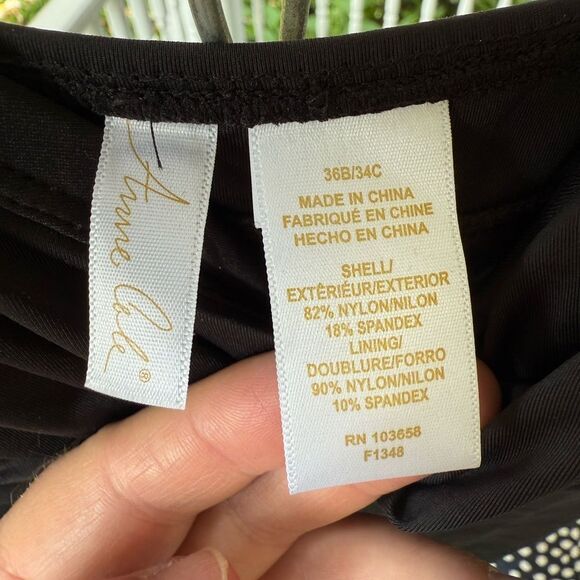 Anne Cole®
36B/34C
MADE IN CHINA
FABRIQUÉ EN CHINE
HECHO EN CHINA
SHELL/
EXTÊRIÉUR/EXTERIOR
82% NYLON/NILON
18% SPANDEX
LINING/
DOUBLURE/FORRO
90% NYLON/NILON
10% SPANDEX
RN 103658
F1348